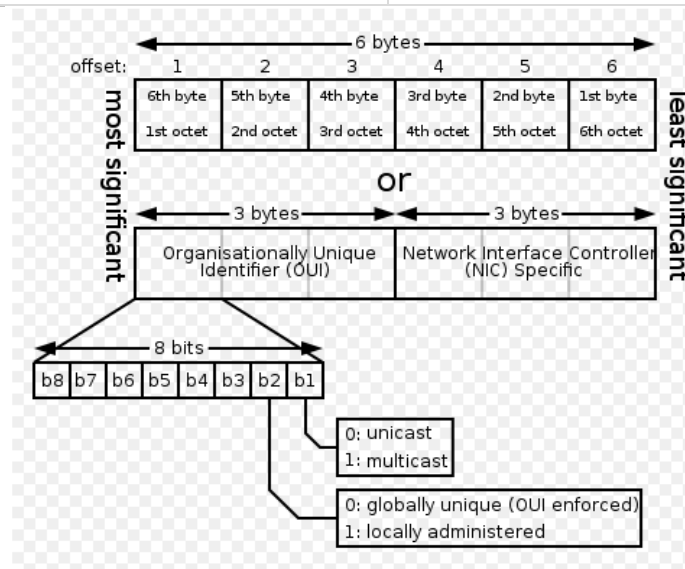 6 bytes
offset: 1 2 3 4 5 6
6th byte 5th byte 4th byte 3rd byte 2nd byte 1st byte
1st octet 2nd octet 3rd octet 4th octet 5th octet 6th octet
most significant
least significant
or
3 bytes 3 bytes
Organisationally Unique
Identifier (OUI)
Network Interface Controller
(NIC) Specific
8 bits
b8 b7 b6 b5 b4 b3 b2 b1
0: unicast
1: multicast
0: globally unique (OUI enforced)
1: locally administered